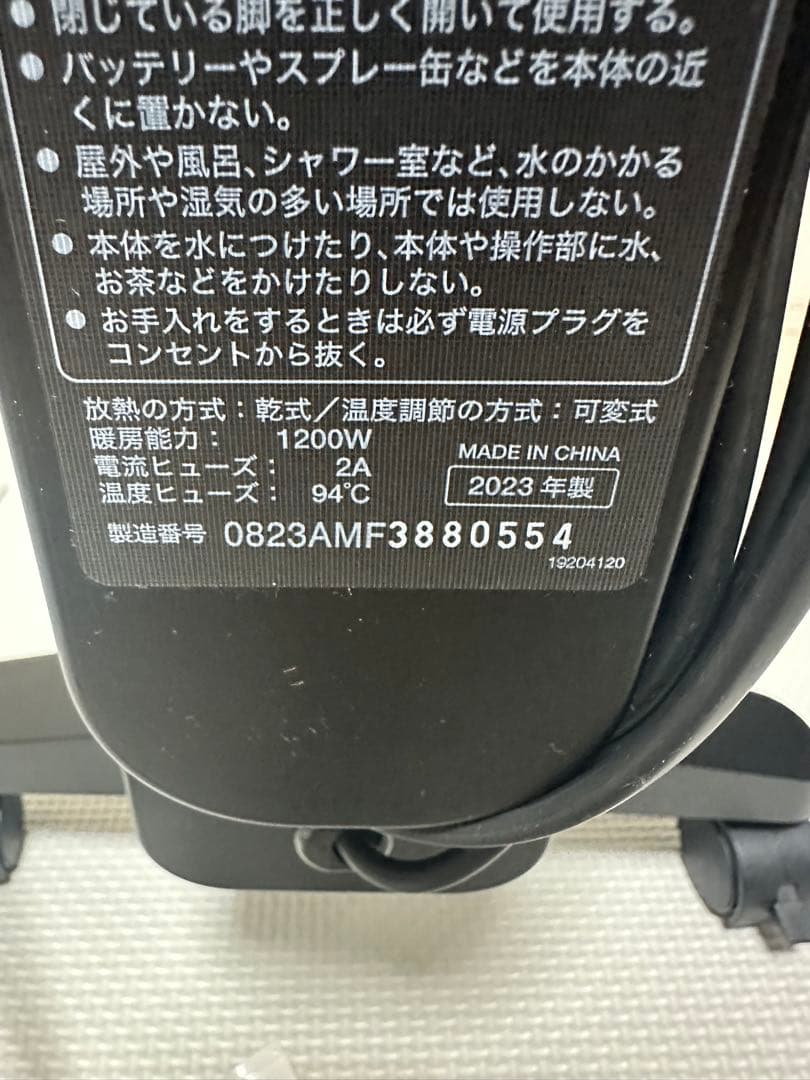 ●閉じている脚を正しく開いて使用する。
●バッテリーやスプレー缶などを本体の近
くに置かない。
●屋外や風呂、シャワー室など、水のかかる
場所や湿気の多い場所では使用しない。
●本体を水につけたり、本体や操作部に水、
お茶などをかけたりしない。
●お手入れをするときは必ず電源プラグを
コンセントから抜く。
放熱の方式：乾式／温度調節の方式：可変式
暖房能力： 1200W
電流ヒューズ： 2A
温度ヒューズ： 94℃
MADE IN CHINA
2023年製
製造番号 0823AMF3880554
19204120